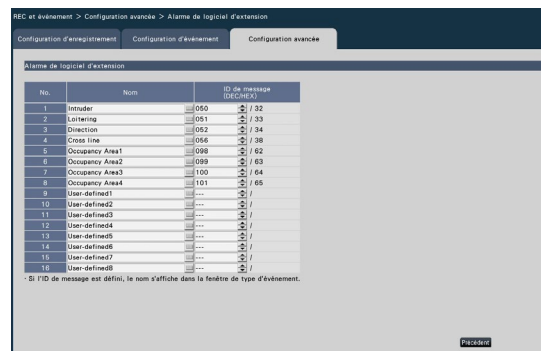 REC et événement > Configuration avancée > Alarme de logiciel d'extension
Configuration d'enregistrement Configuration d'événement Configuration avancée
Alarme de logiciel d'extension
No. Nom ID de message
(DEC/HEX)
1 Intruder 050 / 32
2 Loitering 051 / 33
3 Direction 052 / 34
4 Cross line 056 / 38
5 Occupancy Area1 098 / 62
6 Occupancy Area2 099 / 63
7 Occupancy Area3 100 / 64
8 Occupancy Area4 101 / 65
9 User-defined1 --- /
10 User-defined2 --- /
11 User-defined3 --- /
12 User-defined4 --- /
13 User-defined5 --- /
14 User-defined6 --- /
15 User-defined7 --- /
16 User-defined8 --- /
· Si l'ID de message est défini, le nom s'affiche dans la fenêtre de type d'événement.
Précédent